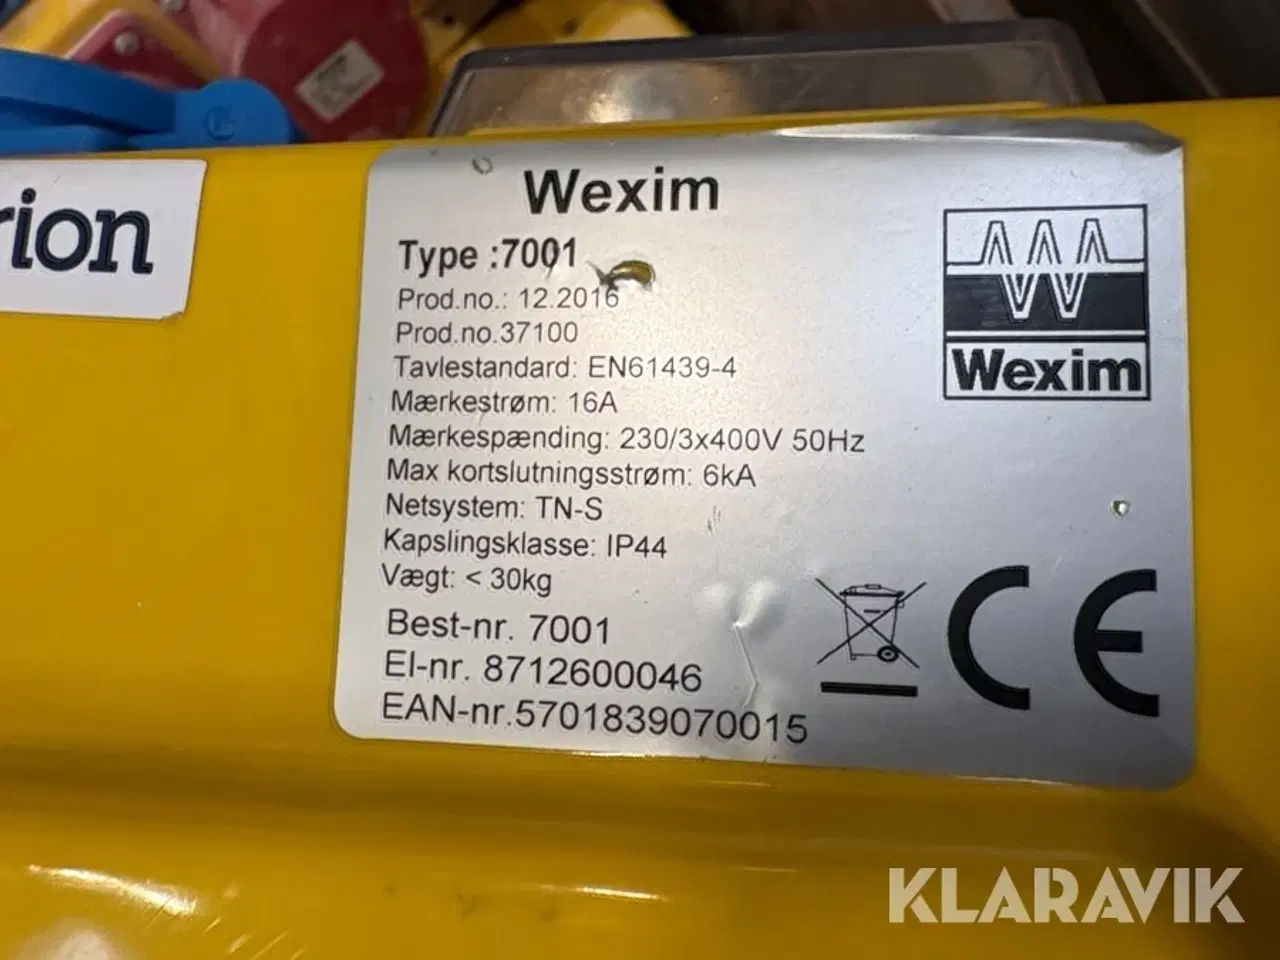 rion
Wexim
Type :7001
Prod.no.: 12.2016
Prod.no.37100
Tavlestandard: EN61439-4
Mærkestrøm: 16A
Mærkespænding: 230/3x400V 50Hz
Max kortslutningsstrøm: 6kA
Netsystem: TN-S
Kapslingsklasse: IP44
Vægt: < 30kg
Best-nr. 7001
El-nr. 8712600046
EAN-nr.5701839070015
Wexim
CE
KLARAVIK